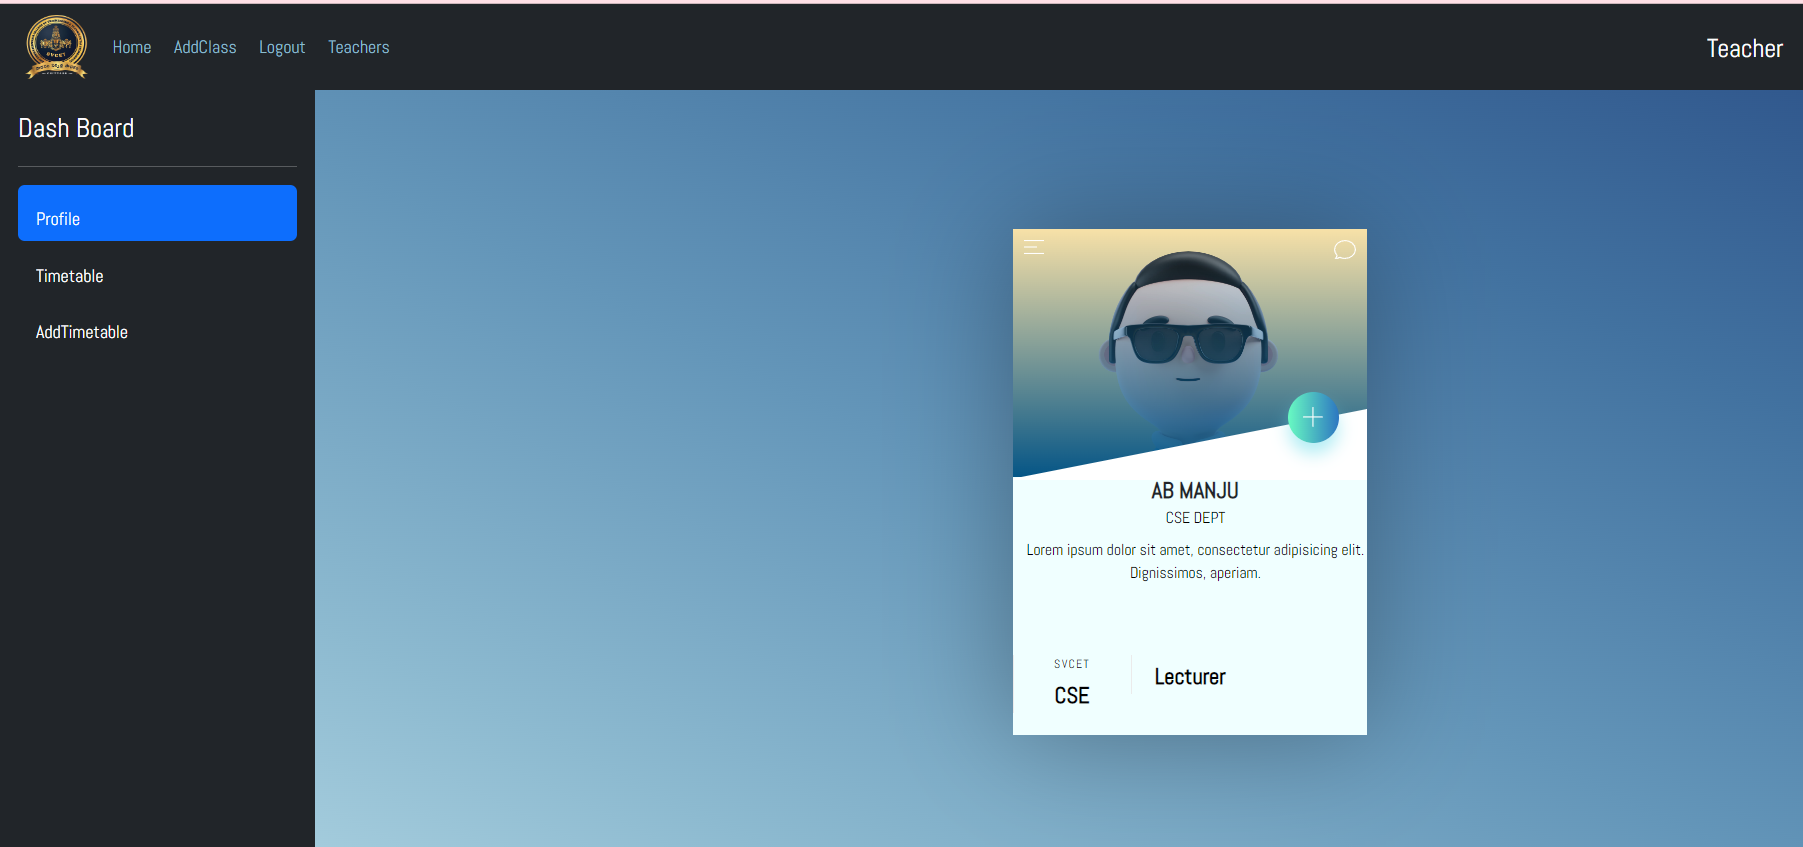 SVCET
Home AddClass Logout Teachers
Teacher
Dash Board
Profile
Timetable
AddTimetable
AB MANJU
CSE DEPT
Lorem ipsum dolor sit amet, consectetur adipisicing elit.
Dignissimos, aperiam.
SVCET
CSE
Lecturer